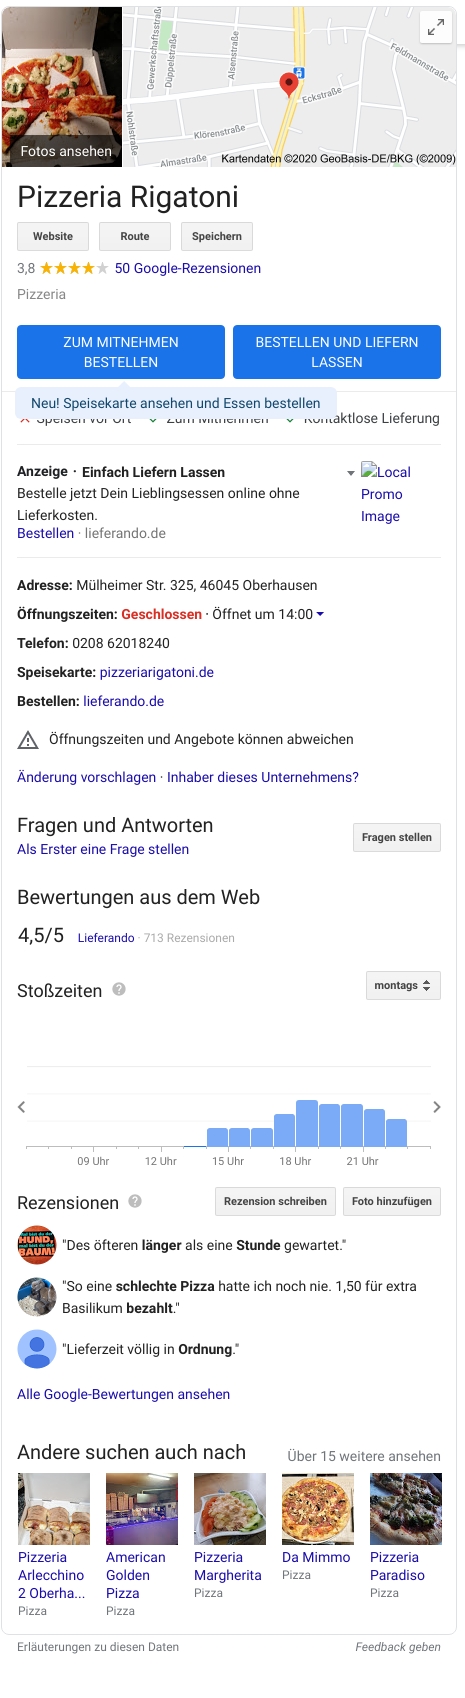 Gewerkschaftsstraße
Düppelstraße
Alsenstraße
Feldmannstraße
Eckstraße
Nohlstraße
Klörenstraße
Almastraße
Fotos ansehen
Kartendaten ©2020 GeoBasis-DE/BKG (©2009)
Pizzeria Rigatoni
Website Route Speichern
3,8 50 Google-Rezensionen
Pizzeria
ZUM MITNEHMEN
BESTELLEN
BESTELLEN UND LIEFERN
LASSEN
Neu! Speisekarte ansehen und Essen bestellen
Speisen vor Ort Zum Mitnehmen Kontaktlose Lieferung
Anzeige · Einfach Liefern Lassen
Bestelle jetzt Dein Lieblingsessen online ohne
Lieferkosten.
Bestellen · lieferando.de
Local
Promo
Image
Adresse: Mülheimer Str. 325, 46045 Oberhausen
Öffnungszeiten: Geschlossen · Öffnet um 14:00
Telefon: 0208 62018240
Speisekarte: pizzeriarigatoni.de
Bestellen: lieferando.de
Öffnungszeiten und Angebote können abweichen
Änderung vorschlagen · Inhaber dieses Unternehmens?
Fragen und Antworten
Fragen stellen
Als Erster eine Frage stellen
Bewertungen aus dem Web
4,5/5 Lieferando · 713 Rezensionen
Stoßzeiten
montags
09 Uhr 12 Uhr 15 Uhr 18 Uhr 21 Uhr
Rezensionen
Rezension schreiben Foto hinzufügen
HUND,
BAUM!
"Des öfteren länger als eine Stunde gewartet."
"So eine schlechte Pizza hatte ich noch nie. 1,50 für extra
Basilikum bezahlt."
"Lieferzeit völlig in Ordnung."
Alle Google-Bewertungen ansehen
Andere suchen auch nach
Über 15 weitere ansehen
Pizzeria
Arlecchino
2 Oberha...
Pizza
American
Golden
Pizza
Pizza
Pizzeria
Margherita
Pizza
Da Mimmo
Pizza
Pizzeria
Paradiso
Pizza
Erläuterungen zu diesen Daten
Feedback geben